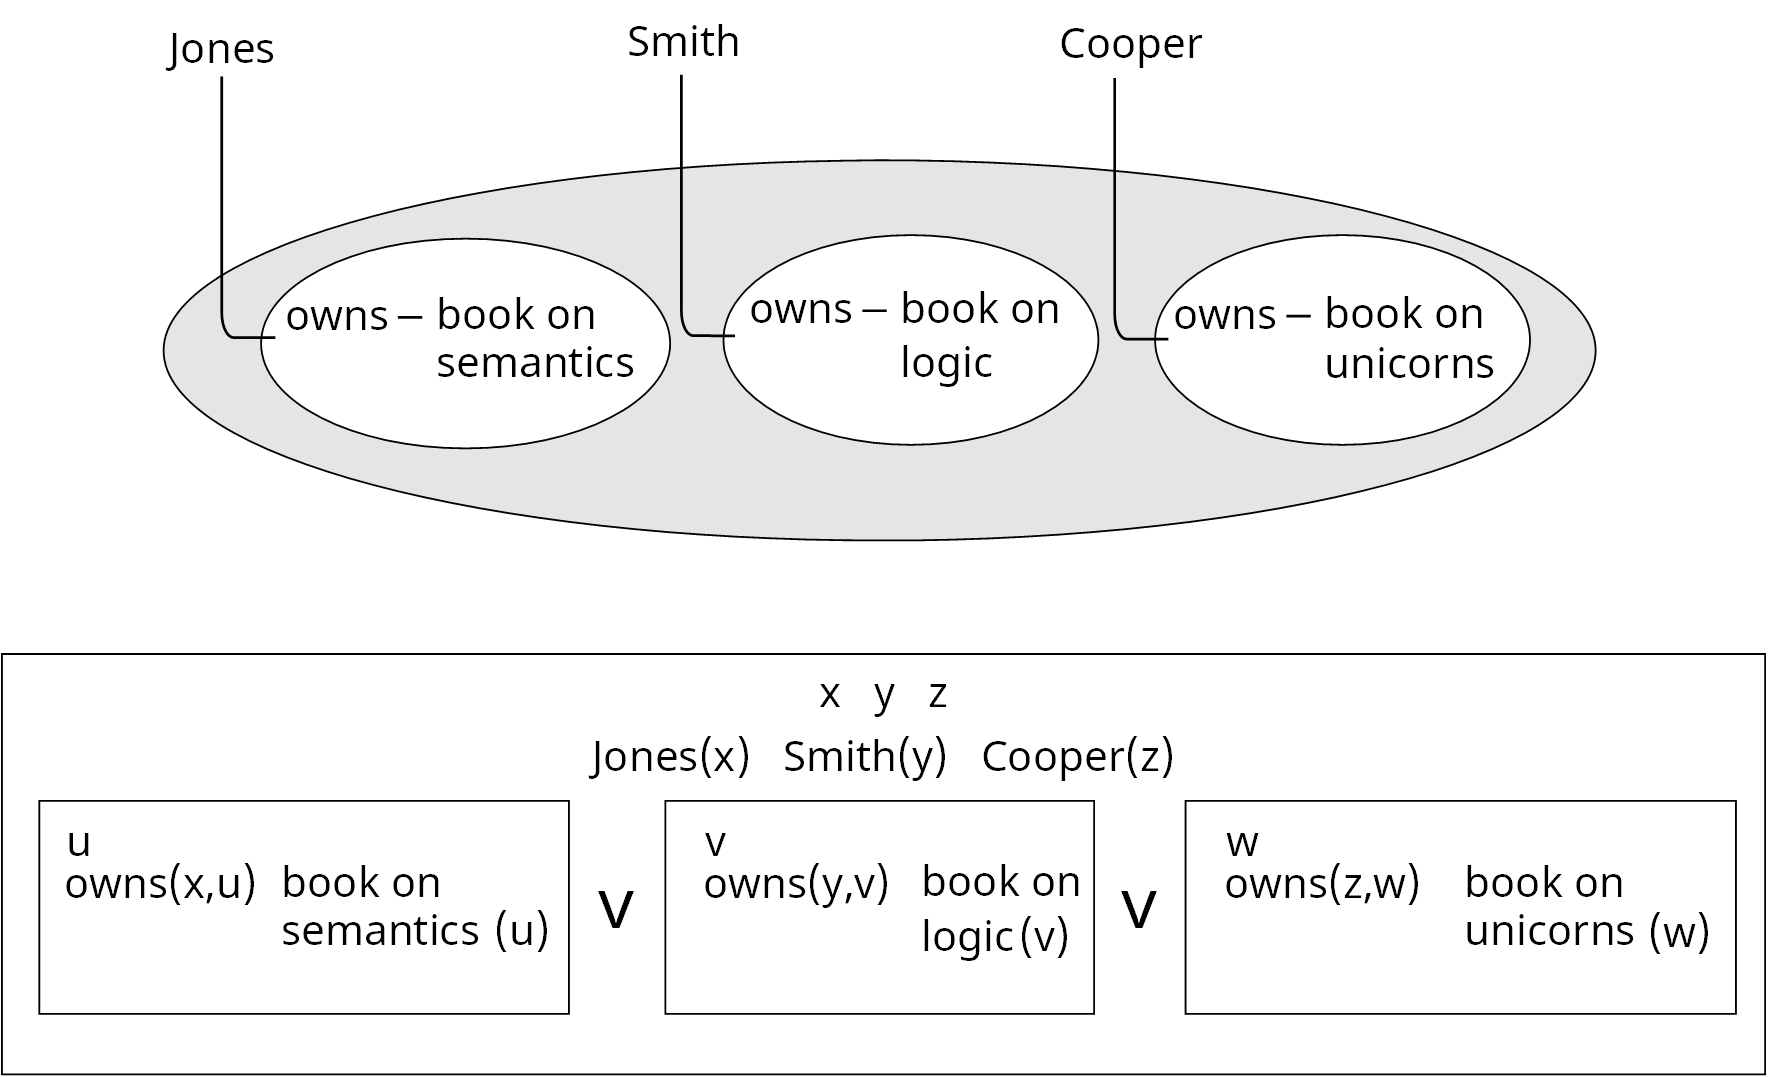 Jones Smith Cooper
owns – book on semantics
owns – book on logic
owns – book on unicorns
x y z
Jones(x) Smith(y) Cooper(z)
u
owns(x,u) book on
semantics (u)
v
v
owns(y,v) book on
logic (v)
v
w
owns(z,w) book on
unicorns (w)